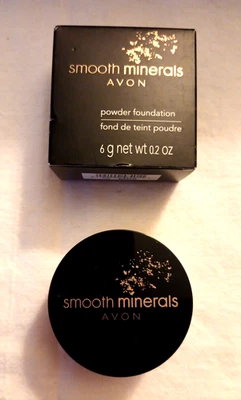 smooth minerals
AVON
powder foundation
fond de teint poudre
6 g net wt 0.2 oz
smooth minerals
AVON